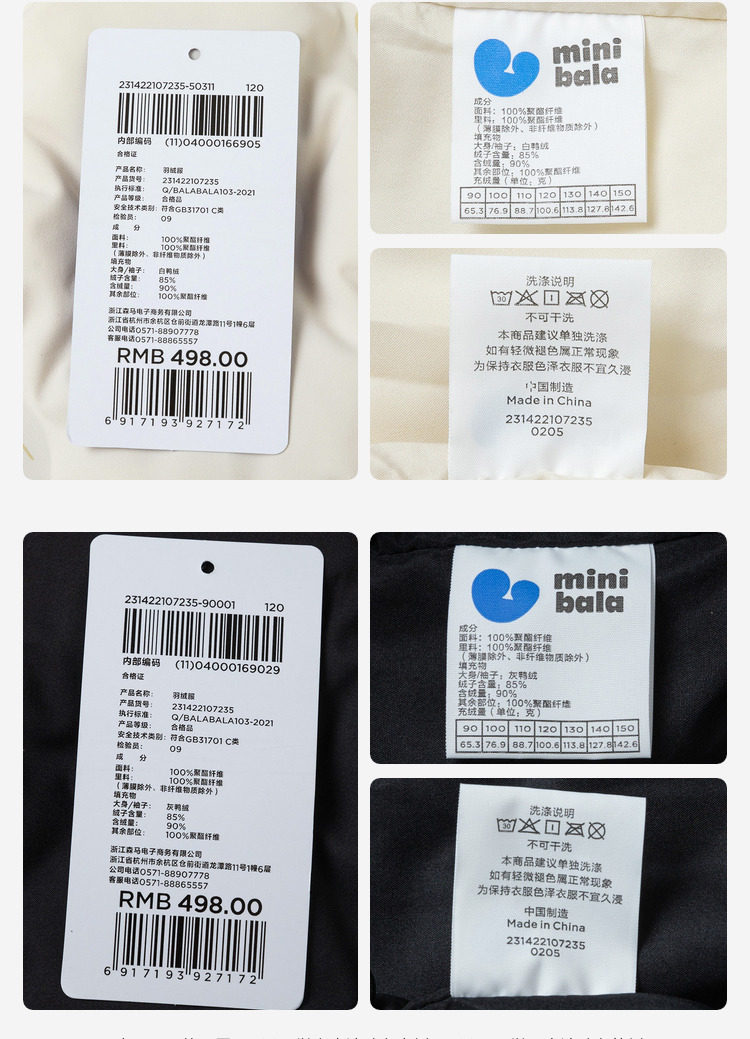 231422107235-50311 120
内部编码 (11)04000166905
合格证
产品名称: 羽绒服
产品货号: 231422107235
执行标准: Q/BALABALA103-2021
产品等级: 合格品
安全技术类别: 符合GB31701 C类
检验员: 09
成 分
面料: 100%聚酯纤维
里料: 100%聚酯纤维
(薄膜除外、非纤维物质除外)
填充物
大身/袖子: 白鸭绒
绒子含量: 85%
含绒量: 90%
其余部位: 100%聚酯纤维
浙江森马电子商务有限公司
浙江省杭州市余杭区仓前街道龙潭路11号1幢6层
公司电话0571-88907778
客服电话0571-88865557
RMB 498.00
6 917193 927172
mini
bala
成分
面料: 100%聚酯纤维
里料: 100%聚酯纤维
(薄膜除外、非纤维物质除外)
填充物
大身/袖子: 白鸭绒
绒子含量: 85%
含绒量: 90%
其余部位: 100%聚酯纤维
充绒量(单位: 克)
90 100 110 120 130 140 150
65.3 76.9 88.7 100.6 113.8 127.8 142.6
洗涤说明
30
不可干洗
本商品建议单独洗涤
如有轻微褪色属正常现象
为保持衣服色泽衣服不宜久浸
中国制造
Made in China
231422107235
0205
231422107235-90001 120
内部编码 (11)04000169029
合格证
产品名称: 羽绒服
产品货号: 231422107235
执行标准: Q/BALABALA103-2021
产品等级: 合格品
安全技术类别: 符合GB31701 C类
检验员: 09
成 分
面料: 100%聚酯纤维
里料: 100%聚酯纤维
(薄膜除外、非纤维物质除外)
填充物
大身/袖子: 灰鸭绒
绒子含量: 85%
含绒量: 90%
其余部位: 100%聚酯纤维
浙江森马电子商务有限公司
浙江省杭州市余杭区仓前街道龙潭路11号1幢6层
公司电话0571-88907778
客服电话0571-88865557
RMB 498.00
6 917193 927172
mini
bala
成分
面料: 100%聚酯纤维
里料: 100%聚酯纤维
(薄膜除外、非纤维物质除外)
填充物
大身/袖子: 灰鸭绒
绒子含量: 85%
含绒量: 90%
其余部位: 100%聚酯纤维
充绒量(单位: 克)
90 100 110 120 130 140 150
65.3 76.9 88.7 100.6 113.8 127.8 142.6
洗涤说明
30
不可干洗
本商品建议单独洗涤
如有轻微褪色属正常现象
为保持衣服色泽衣服不宜久浸
中国制造
Made in China
231422107235
0205